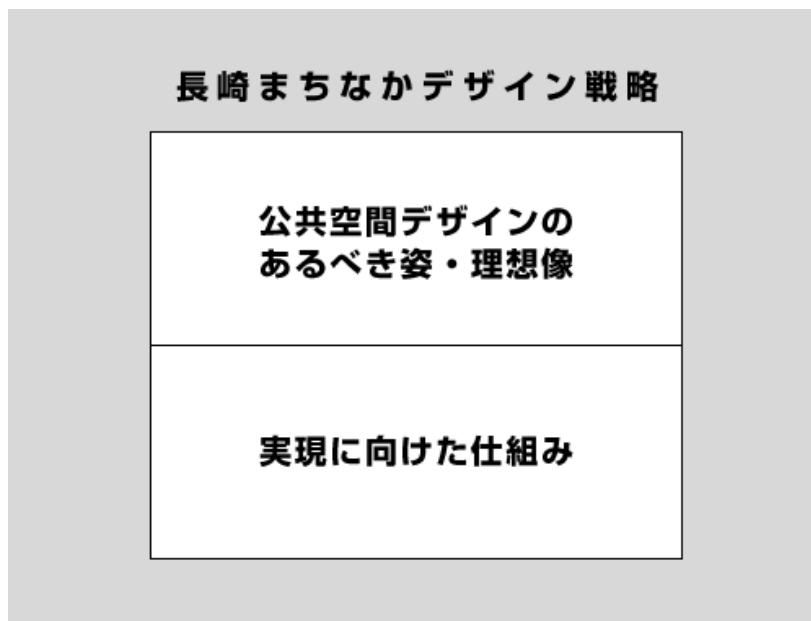 長崎まちなかデザイン戦略
公共空間デザインの
あるべき姿・理想像
実現に向けた仕組み